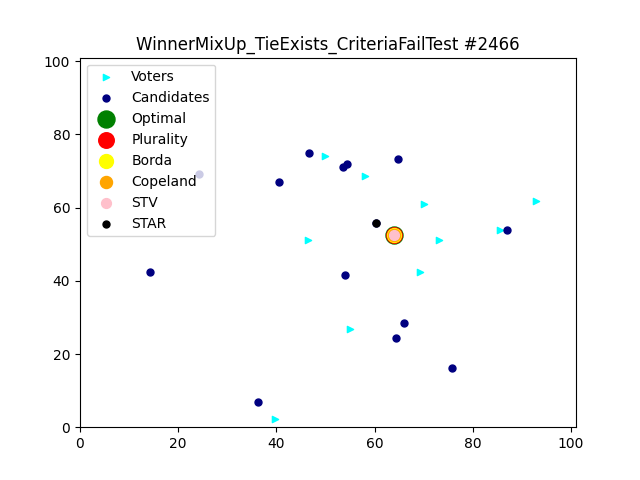 WinnerMixUp_TieExists_CriteriaFailTest #2466
100
80
60
40
20
0
Voters
Candidates
Optimal
Plurality
Borda
Copeland
STV
STAR
0 20 40 60 80 100